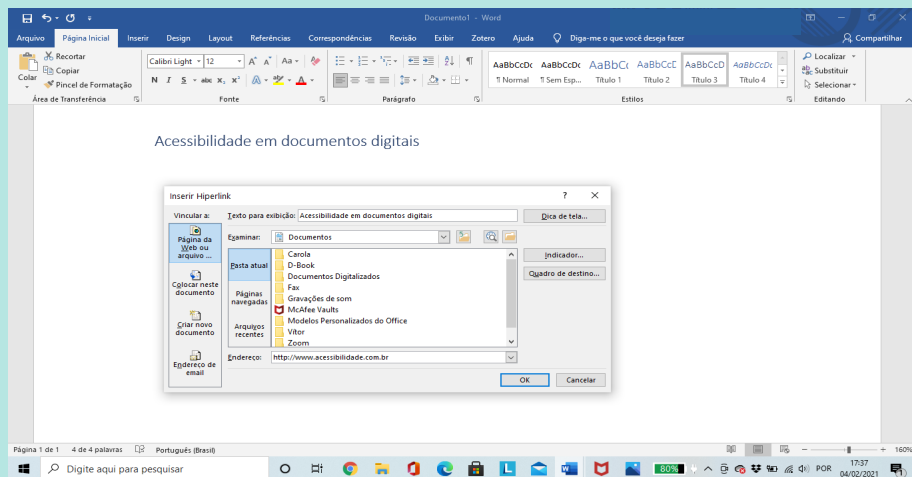 Documento1 - Word
Arquivo Página Inicial Inserir Design Layout Referências Correspondências Revisão Exibir Zotero Ajuda Diga-me o que você deseja fazer Compartilhar
Colar
Recortar
Copiar
Pincel de Formatação
Área de Transferência
Calibri Light 12 Aa
N I S abc x, x² A A
Fonte
Parágrafo
AaBbCcDc AaBbCcDc AaBbCc AaBbCcE AaBbCcD AaBbCcDc
¶ Normal ¶ Sem Esp... Título 1 Título 2 Título 3 Título 4
Estilos
Localizar
Substituir
Selecionar
Editando
Acessibilidade em documentos digitais
Inserir Hiperlink ? ×
Vincular a: Texto para exibição: Acessibilidade em documentos digitais Dica de tela...
Página da Web ou arquivo ...
Colocar neste documento
Criar novo documento
Endereço de email
Examinar: Documentos
Pasta atual
Páginas navegadas
Arquivos recentes
Carola
D-Book
Documentos Digitalizados
Fax
Gravações de som
McAfee Vaults
Modelos Personalizados do Office
Vítor
Zoom
Indicador...
Quadro de destino...
Endereço: http://www.acessibilidade.com.br
OK Cancelar
Página 1 de 1 4 de 4 palavras Português (Brasil) 160%
Digite aqui para pesquisar 80% POR 17:37
04/02/2021